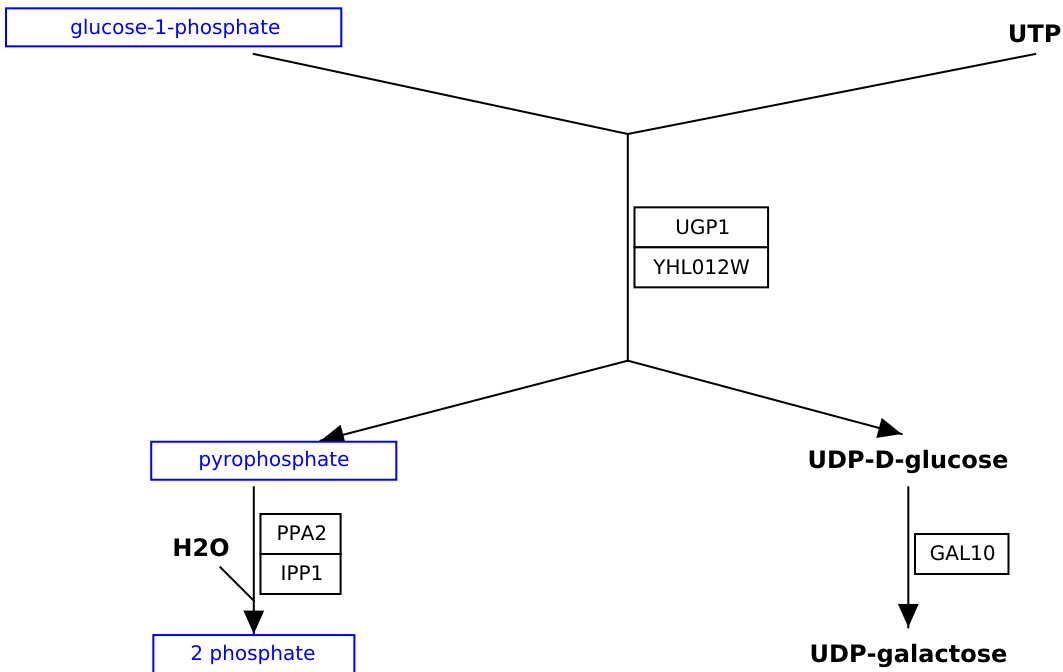 glucose-1-phosphate
UTP
UGP1
YHL012W
pyrophosphate
UDP-D-glucose
PPA2
H2O
IPP1
GAL10
2 phosphate
UDP-galactose